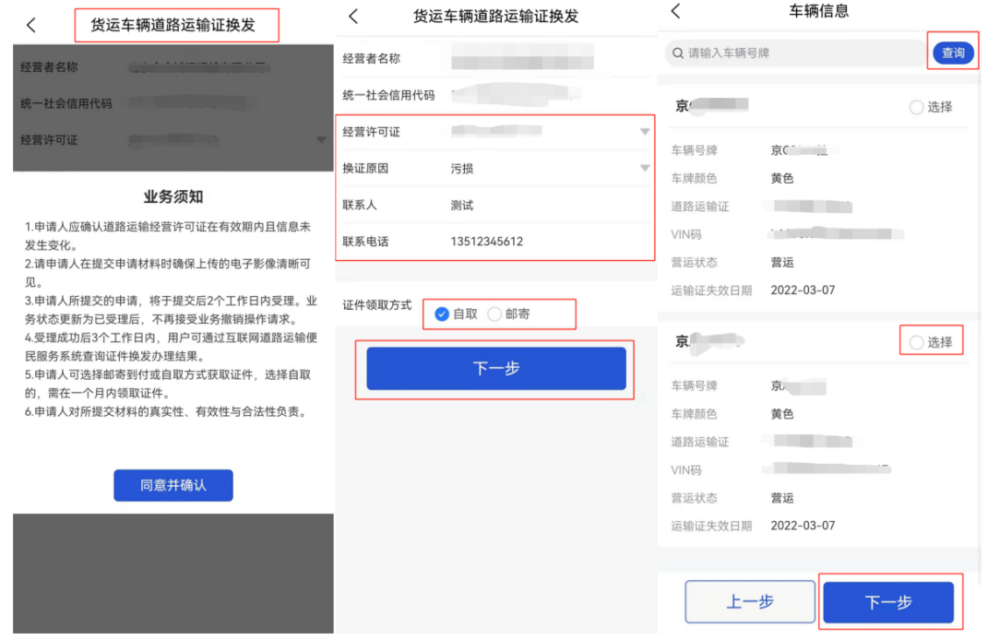 货运车辆道路运输证换发
经营者名称
统一社会信用代码
经营许可证
业务须知
1.申请人应确认道路运输经营许可证在有效期内且信息未
发生变化。
2.请申请人在提交申请材料时确保上传的电子影像清晰可
见。
3.申请人所提交的申请，将于提交后2个工作日内受理。业
务状态更新为已受理后，不再接受业务撤销操作请求。
4.受理成功后3个工作日内，用户可通过互联网道路运输便
民服务系统查询证件换发办理结果。
5.申请人可选择邮寄到付或自取方式获取证件，选择自取
的，需在一个月内领取证件。
6.申请人对所提交材料的真实性、有效性与合法性负责。
同意并确认
货运车辆道路运输证换发
经营者名称
统一社会信用代码
经营许可证
换证原因 污损
联系人 测试
联系电话 13512345612
证件领取方式 自取 邮寄
下一步
车辆信息
请输入车辆号牌 查询
京 选择
车辆号牌 京
车牌颜色 黄色
道路运输证
VIN码
营运状态 营运
运输证失效日期 2022-03-07
京 选择
车辆号牌 京
车牌颜色 黄色
道路运输证
VIN码
营运状态 营运
运输证失效日期 2022-03-07
上一步 下一步